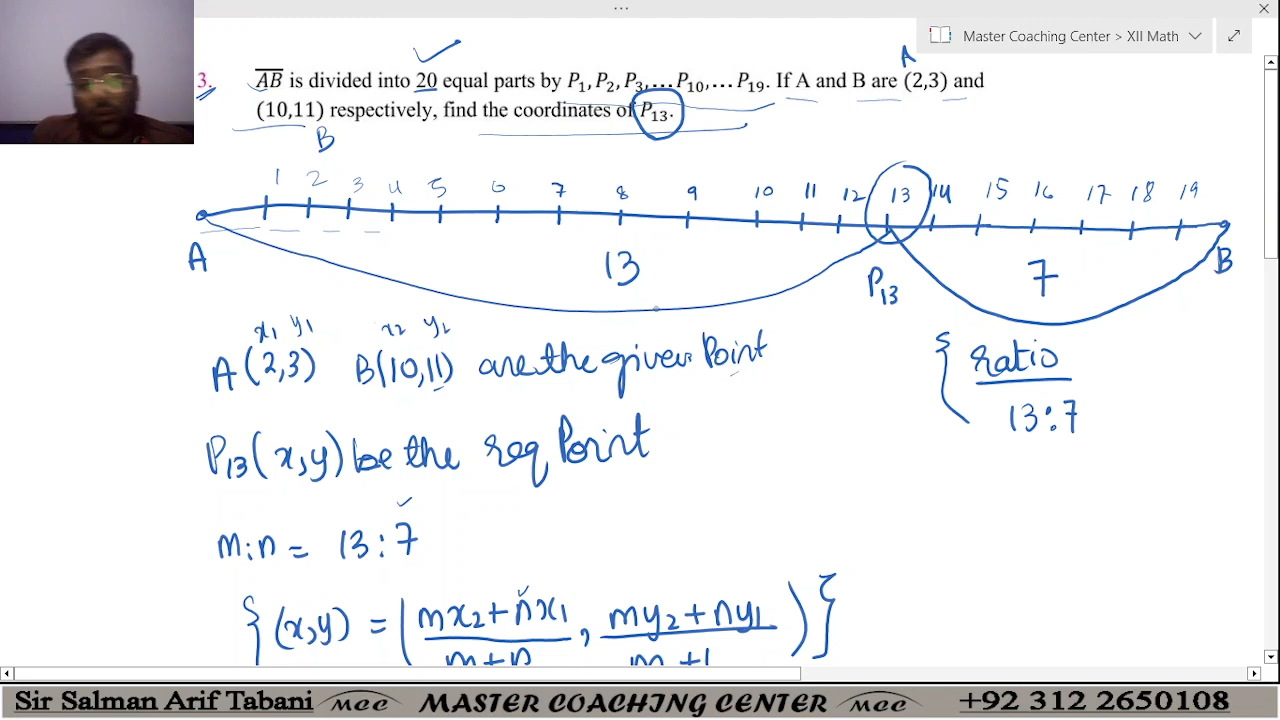 Master Coaching Center > XII Math
A
3. AB is divided into 20 equal parts by P₁, P₂, P₃, … P₁₀, … P₁₉. If A and B are (2,3) and
(10,11) respectively, find the coordinates of P₁₃.
B
1 2 3 4 5 6 7 8 9 10 11 12 13 14 15 16 17 18 19
A 13 P₁₃ 7 B
x₁ y₁ x₂ y₂
A (2,3) B(10,11) are the given Point
ratio
13:7
P₁₃(x,y) be the req Point
m:n = 13:7
{(x,y) = (mx₂+nx₁/m+n, my₂+ny₁/m+1)}
Sir Salman Arif Tabani mcc MASTER COACHING CENTER mcc +92 312 2650108